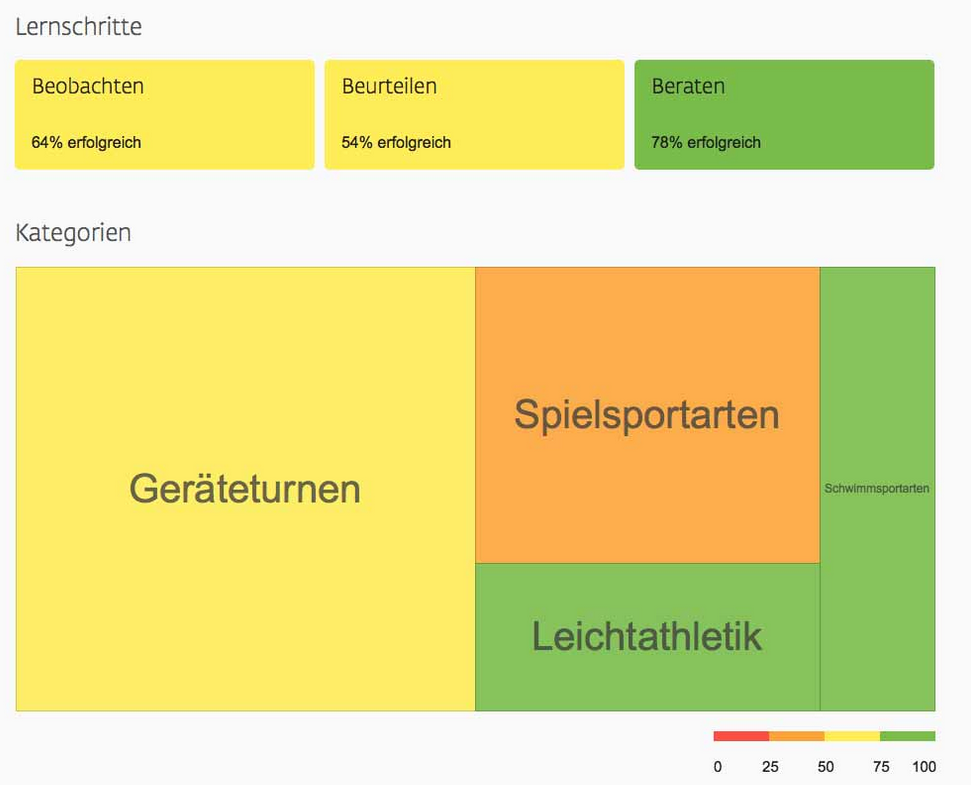 Lernschritte
Beobachten
64% erfolgreich
Beurteilen
54% erfolgreich
Beraten
78% erfolgreich
Kategorien
Geräteturnen
Spielsportarten
Schwimmsportarten
Leichtathletik
0 25 50 75 100